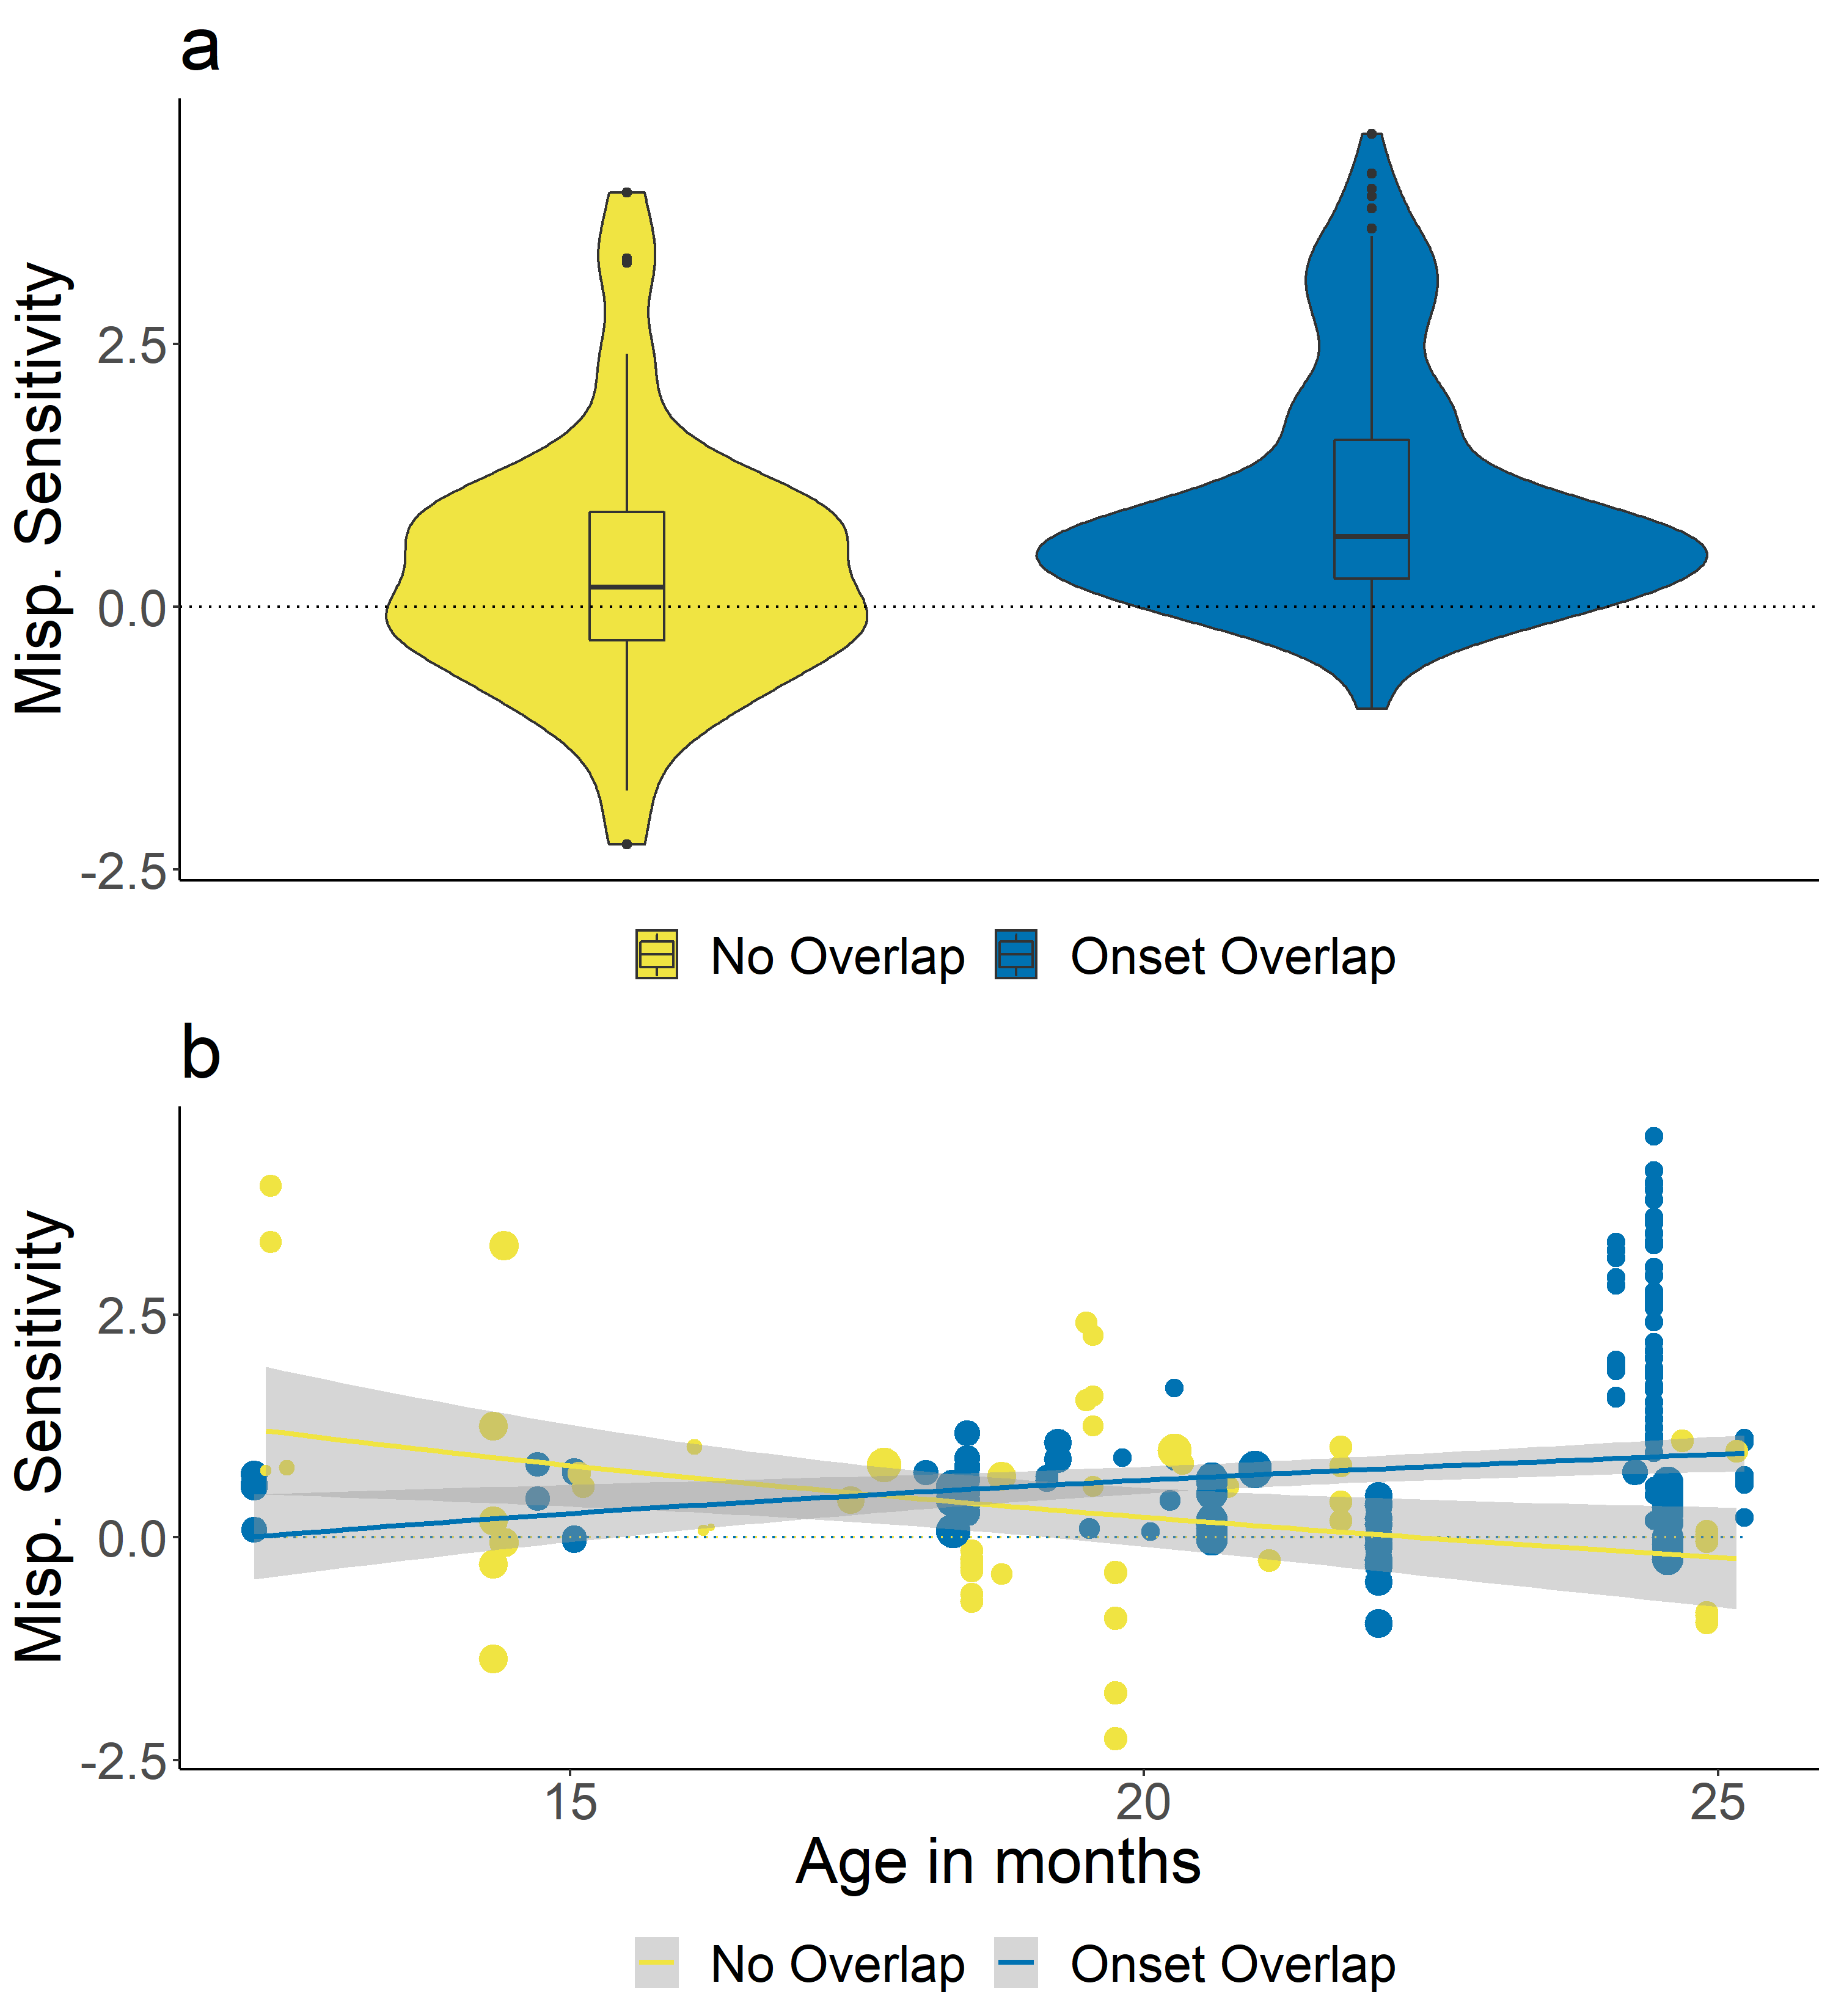 a
Misp. Sensitivity
2.5
0.0
-2.5
No Overlap Onset Overlap
b
Misp. Sensitivity
2.5
0.0
-2.5
15 20 25
Age in months
No Overlap Onset Overlap